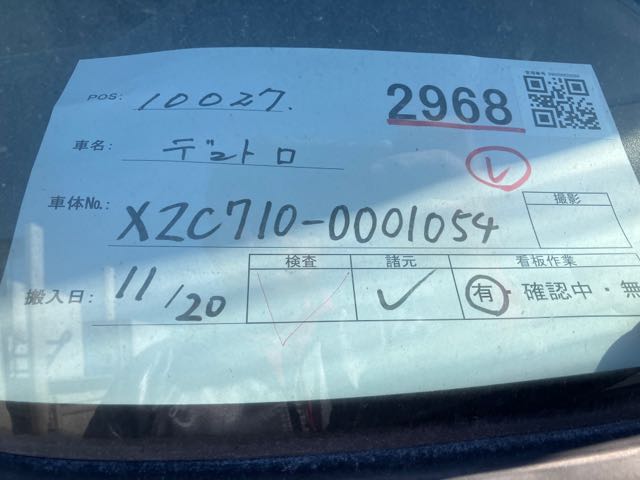 POS: 10027.
2968
車名: デュトロ
レ
車体No.: XZC710-0001054
撮影
搬入日: 11/20
検査 諸元 看板作業
有・確認中・無